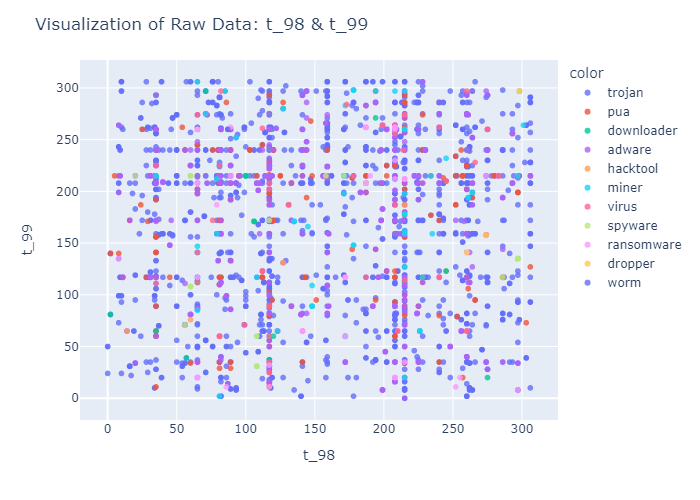 Visualization of Raw Data: t_98 & t_99
color
trojan
pua
downloader
adware
hacktool
miner
virus
spyware
ransomware
dropper
worm
300
250
200
150
100
50
0
t_99
0 50 100 150 200 250 300
t_98